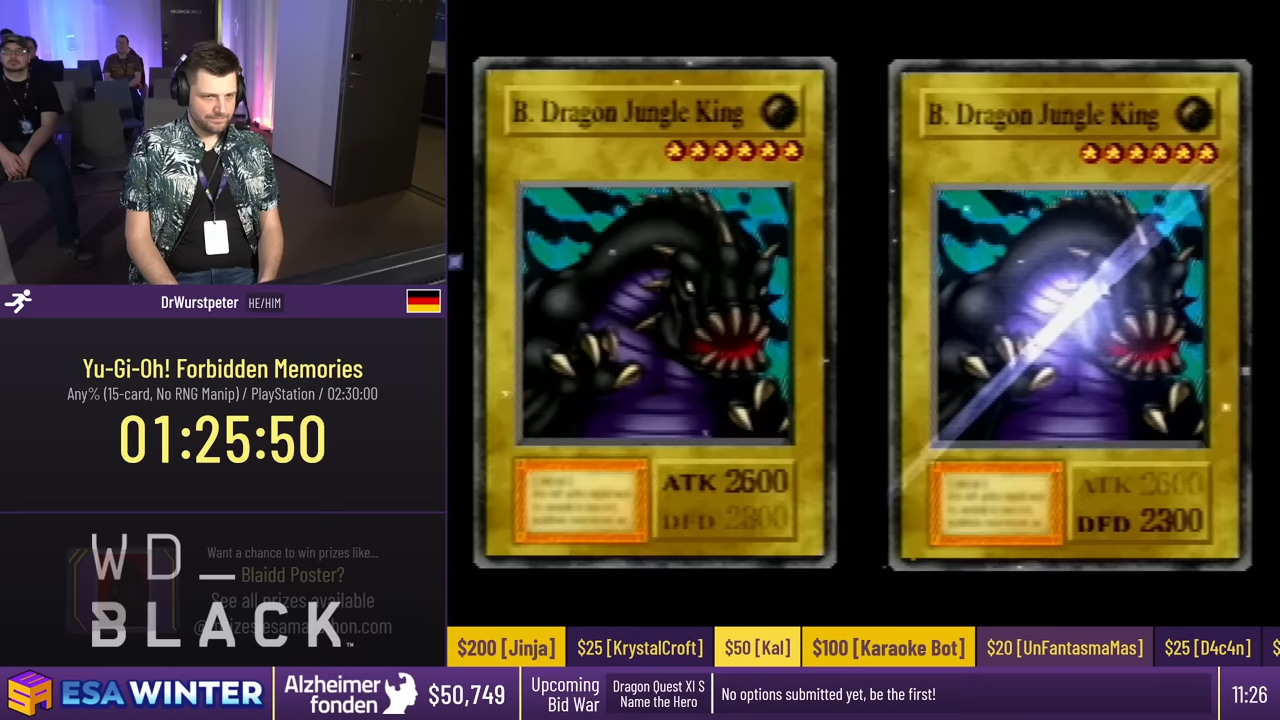 B. Dragon Jungle King
ATK 2600
DFD 2300
B. Dragon Jungle King
ATK 2600
DFD 2300
DrWurstpeter HE/HIM
Yu-Gi-Oh! Forbidden Memories
Any% (15-card, No RNG Manip) / PlayStation / 02:30:00
01:25:50
Want a chance to win prizes like...
Blaidd Poster?
See all prizes available
WD_
BLACK™
$200 [Jinja] $25 [KrystalCroft] $50 [Kal] $100 [Karaoke Bot] $20 [UnFantasmaMas] $25 [D4c4n]
ESA WINTER
Alzheimer
fonden
$50,749
Upcoming
Bid War
Dragon Quest XI S
Name the Hero
No options submitted yet, be the first!
11:26